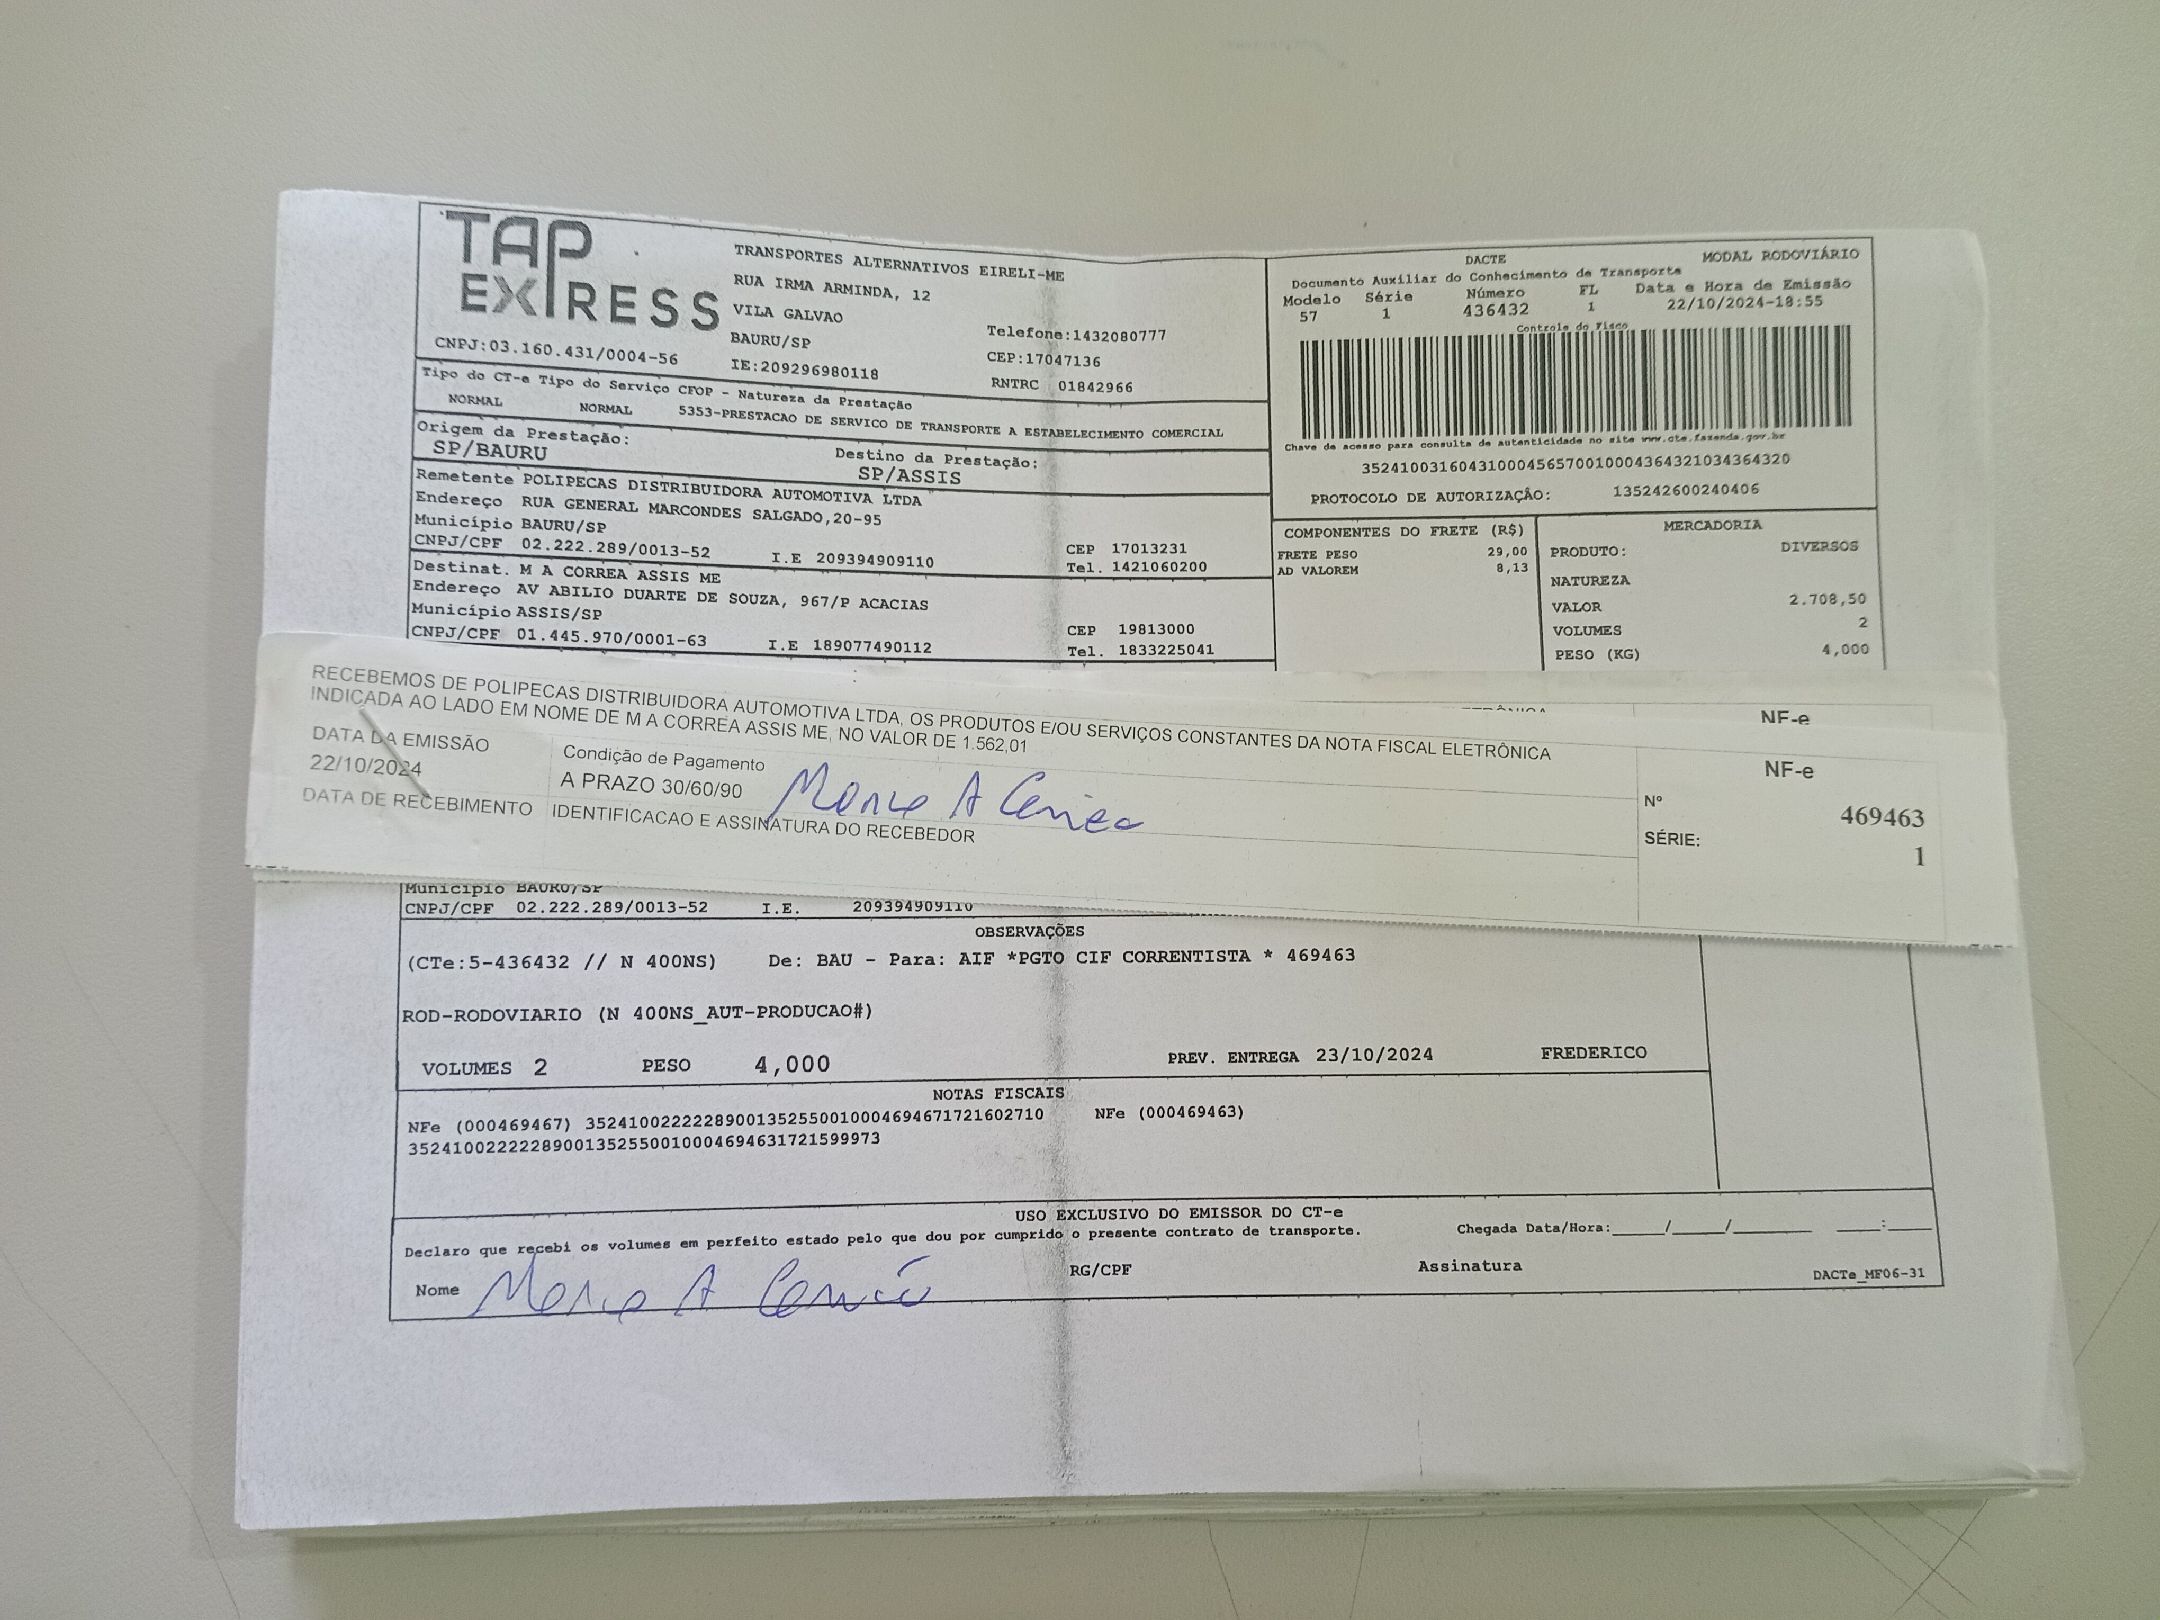 TAP
EXPRESS
CNPJ:03.160.431/0004-56
TRANSPORTES ALTERNATIVOS EIRELI-ME
RUA IRMA ARMINDA, 12
VILA GALVAO
BAURU/SP
IE:209296980118
Telefone:1432080777
CEP:17047136
RNTRC 01842966
DACTE MODAL RODOVIÁRIO
Documento Auxiliar do Conhecimento de Transporte
Modelo Série Número FL Data e Hora de Emissão
57 1 436432 1 22/10/2024-18:55
Controle do Fisco
Chave de acesso para consulta de autenticidade no site www.cte.fazenda.gov.br
35241003160431000456570010004364321034364320
PROTOCOLO DE AUTORIZAÇÃO: 135242600240406
Tipo do CT-e Tipo do Serviço CFOP - Natureza da Prestação
NORMAL NORMAL 5353-PRESTACAO DE SERVICO DE TRANSPORTE A ESTABELECIMENTO COMERCIAL
Origem da Prestação: Destino da Prestação:
SP/BAURU SP/ASSIS
Remetente POLIPECAS DISTRIBUIDORA AUTOMOTIVA LTDA
Endereço RUA GENERAL MARCONDES SALGADO,20-95
Município BAURU/SP CEP 17013231
CNPJ/CPF 02.222.289/0013-52 I.E 209394909110 Tel. 1421060200
Destinat. M A CORREA ASSIS ME
Endereço AV ABILIO DUARTE DE SOUZA, 967/P ACACIAS
Município ASSIS/SP CEP 19813000
CNPJ/CPF 01.445.970/0001-63 I.E 189077490112 Tel. 1833225041
COMPONENTES DO FRETE (R$)
FRETE PESO 29,00
AD VALOREM 8,13
MERCADORIA
PRODUTO: DIVERSOS
NATUREZA
VALOR 2.708,50
VOLUMES 2
PESO (KG) 4,000
NF-e
RECEBEMOS DE POLIPECAS DISTRIBUIDORA AUTOMOTIVA LTDA, OS PRODUTOS E/OU SERVIÇOS CONSTANTES DA NOTA FISCAL ELETRÔNICA
INDICADA AO LADO EM NOME DE M A CORREA ASSIS ME, NO VALOR DE 1.562,01
DATA DA EMISSÃO Condição de Pagamento
22/10/2024 A PRAZO 30/60/90
DATA DE RECEBIMENTO IDENTIFICACAO E ASSINATURA DO RECEBEDOR
NF-e
Nº 469463
SÉRIE: 1
Município BAURU/SP
CNPJ/CPF 02.222.289/0013-52 I.E. 209394909110
OBSERVAÇÕES
(CTe:5-436432 // N 400NS) De: BAU - Para: AIF *PGTO CIF CORRENTISTA * 469463
ROD-RODOVIARIO (N 400NS_AUT-PRODUCAO#)
VOLUMES 2 PESO 4,000 PREV. ENTREGA 23/10/2024 FREDERICO
NOTAS FISCAIS
NFe (000469467) 35241002222289001352550010004694671721602710 NFe (000469463)
35241002222289001352550010004694631721599973
USO EXCLUSIVO DO EMISSOR DO CT-e
Declaro que recebi os volumes em perfeito estado pelo que dou por cumprido o presente contrato de transporte. Chegada Data/Hora:____/____/______ ____:____
Nome RG/CPF Assinatura DACTe_MF06-31